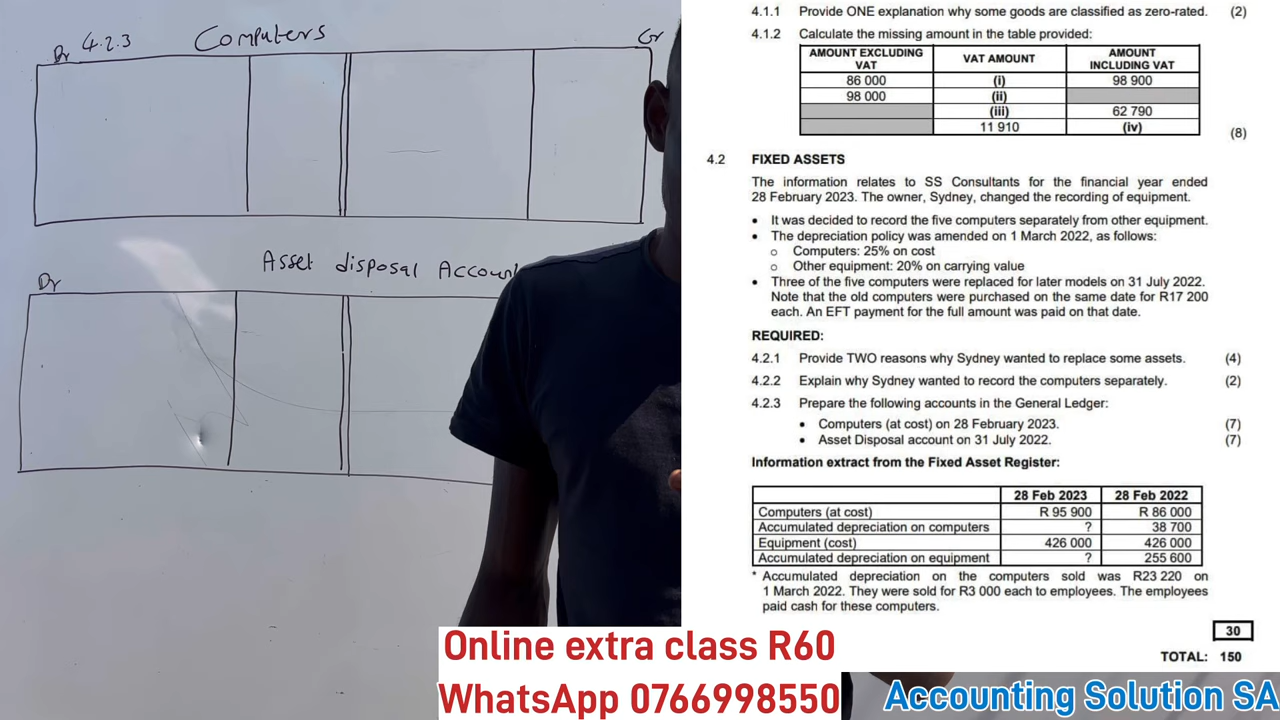 Dr 4.2.3 Computers Cr
Dr Asset disposal Account
4.1.1 Provide ONE explanation why some goods are classified as zero-rated. (2)
4.1.2 Calculate the missing amount in the table provided:
AMOUNT EXCLUDING VAT VAT AMOUNT AMOUNT INCLUDING VAT
86 000 (i) 98 900
98 000 (ii)
(iii) 62 790
11 910 (iv)
(8)
4.2 FIXED ASSETS
The information relates to SS Consultants for the financial year ended
28 February 2023. The owner, Sydney, changed the recording of equipment.
• It was decided to record the five computers separately from other equipment.
• The depreciation policy was amended on 1 March 2022, as follows:
o Computers: 25% on cost
o Other equipment: 20% on carrying value
• Three of the five computers were replaced for later models on 31 July 2022.
Note that the old computers were purchased on the same date for R17 200
each. An EFT payment for the full amount was paid on that date.
REQUIRED:
4.2.1 Provide TWO reasons why Sydney wanted to replace some assets. (4)
4.2.2 Explain why Sydney wanted to record the computers separately. (2)
4.2.3 Prepare the following accounts in the General Ledger:
• Computers (at cost) on 28 February 2023. (7)
• Asset Disposal account on 31 July 2022. (7)
Information extract from the Fixed Asset Register:
28 Feb 2023 28 Feb 2022
Computers (at cost) R 95 900 R 86 000
Accumulated depreciation on computers ? 38 700
Equipment (cost) 426 000 426 000
Accumulated depreciation on equipment ? 255 600
* Accumulated depreciation on the computers sold was R23 220 on
1 March 2022. They were sold for R3 000 each to employees. The employees
paid cash for these computers.
30
TOTAL: 150
Online extra class R60
WhatsApp 0766998550
Accounting Solution SA